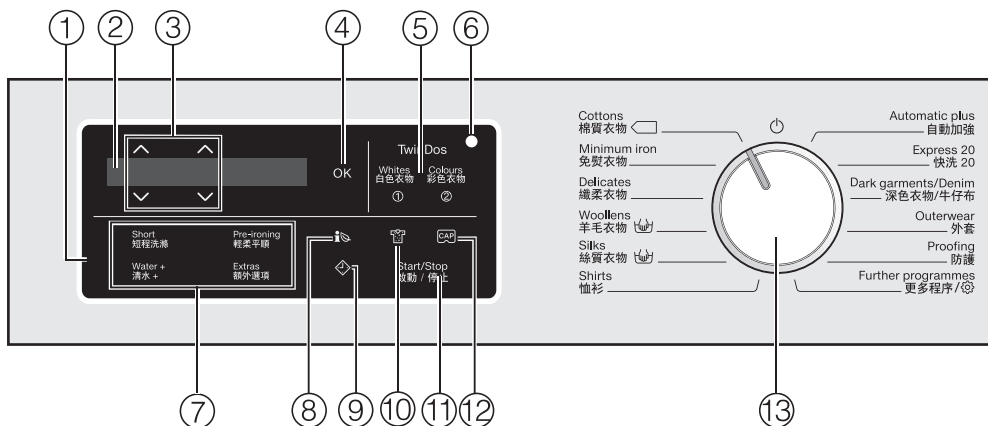 ① ② ③ ④ ⑤ ⑥
TwinDos
OK
Whites Colours
白色衣物 彩色衣物
① ②
Short Pre-ironing
短程洗滌 輕柔平順
Water + Extras
清水 + 額外選項
CAP
Start/Stop
啟動 / 停止
Cottons
棉質衣物
Minimum iron
免熨衣物
Delicates
纖柔衣物
Woollens
羊毛衣物
Silks
絲質衣物
Shirts
恤衫
Automatic plus
自動加強
Express 20
快洗 20
Dark garments/Denim
深色衣物/牛仔布
Outerwear
外套
Proofing
防護
Further programmes
更多程序/
⑦ ⑧ ⑨ ⑩ ⑪ ⑫ ⑬